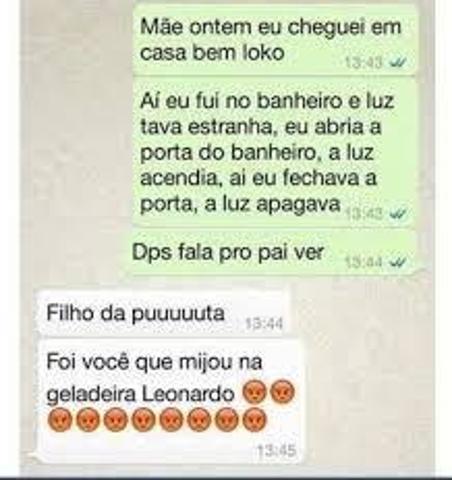 Mãe ontem eu cheguei em
casa bem loko
13:43
Aí eu fui no banheiro e luz
tava estranha, eu abria a
porta do banheiro, a luz
acendia, ai eu fechava a
porta, a luz apagava
13:43
Dps fala pro pai ver
13:44
Filho da puuuuuta
13:44
Foi você que mijou na
geladeira Leonardo 😡😡
😡😡😡😡😡😡😡😡
13:45